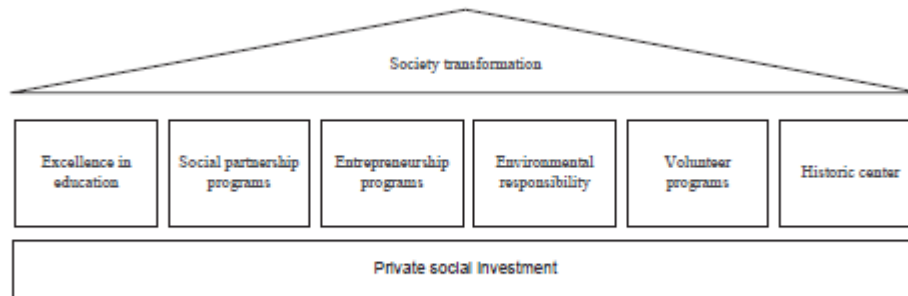 Society transformation
Excellence in
education
Social partnership
programs
Entrepreneurship
programs
Environmental
responsibility
Volunteer
programs
Historic center
Private social investment